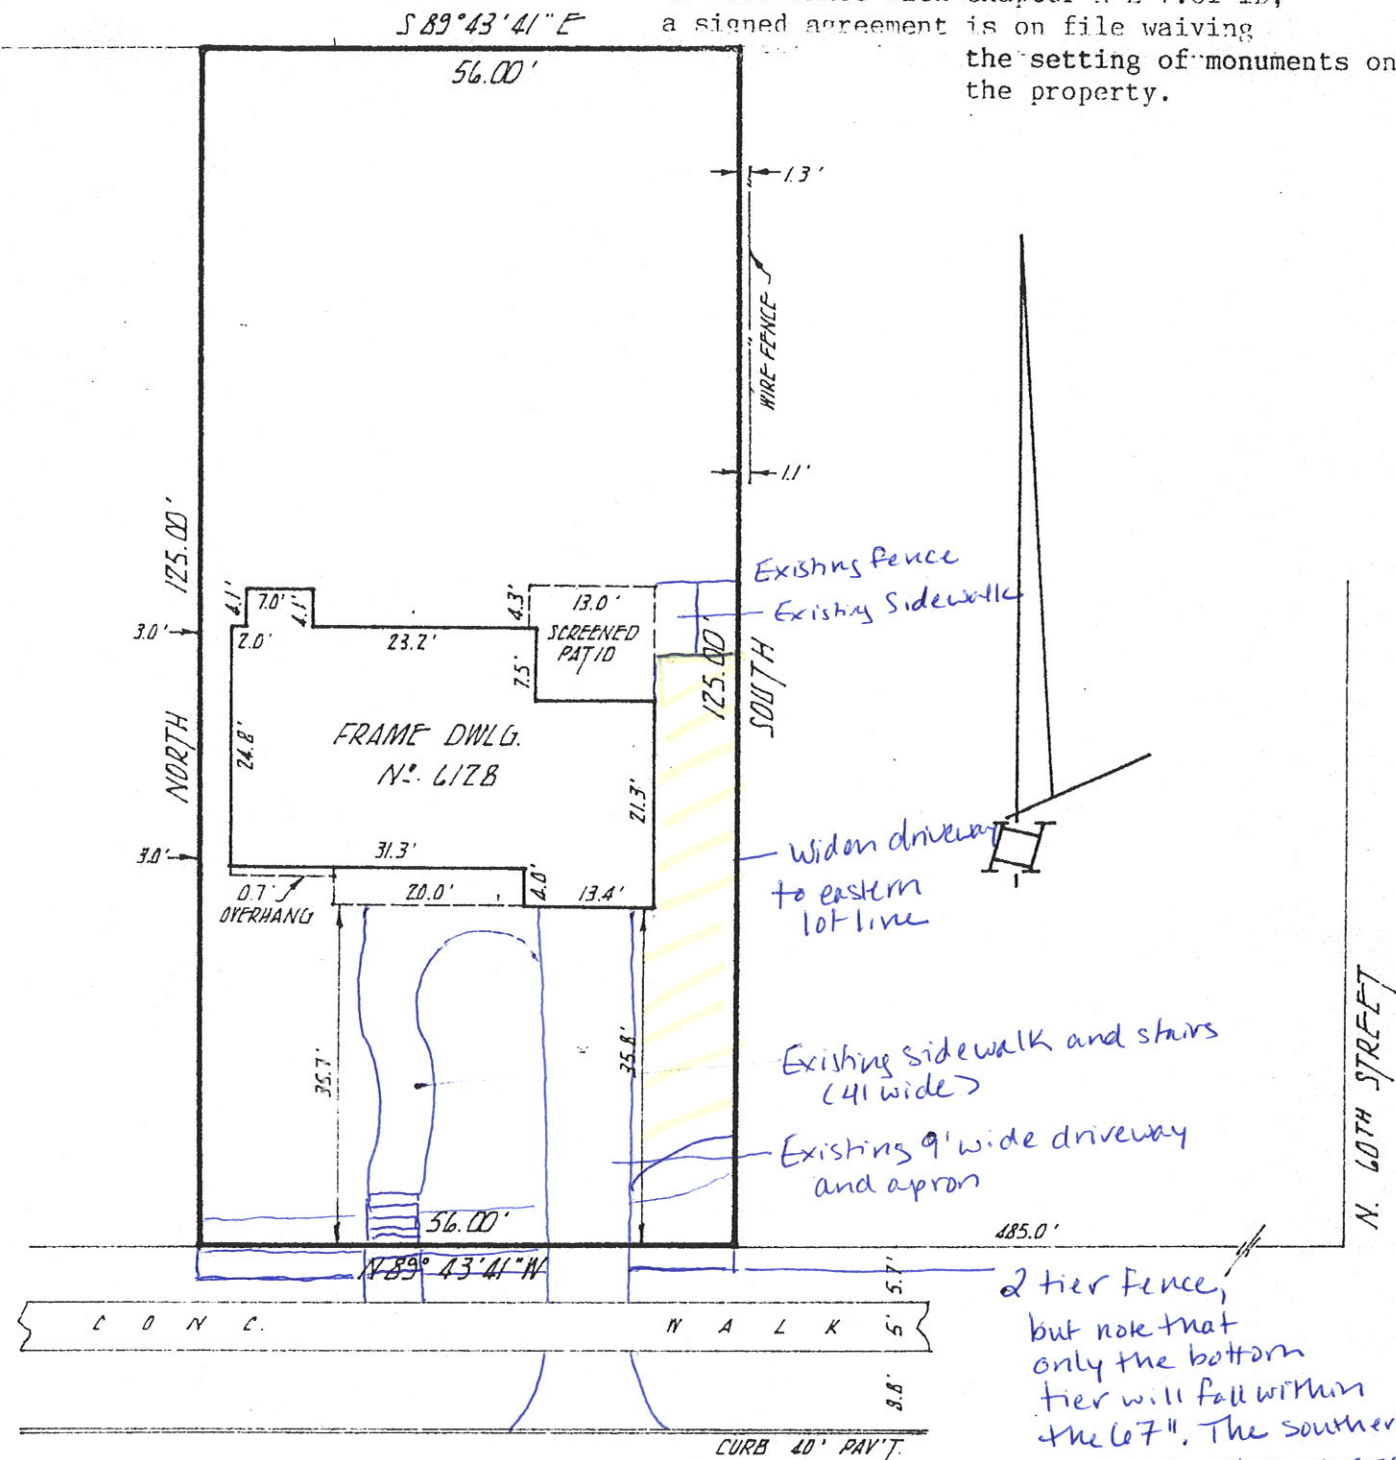 S 89°43'41" E
a signed agreement is on file waiving
the setting of monuments on
the property.
56.00'
1.3'
WIRE FENCE
1.1'
125.00'
NORTH
Existing fence
Existing Sidewalk
4.1'
7.0'
4.1'
4.3'
13.0'
SCREENED
PATIO
3.0'
2.0'
23.2'
7.5'
125.00'
SOUTH
FRAME DWLG.
Nº. 6128
24.8'
21.3'
3.0'
31.3'
Widen driveway
to eastern
lot line
0.7'
OVERHANG
20.0'
4.0'
13.4'
35.7'
35.8'
Existing sidewalk and stairs
(41 wide)
Existing 9' wide driveway
and apron
N. 60TH STREET
56.00'
485.0'
N 89° 43'41" W
5.7'
2 tier fence,
but note that
only the bottom
tier will fall within
the 67". The souther
CONC. WALK
5'
8.8'
CURB 40' PAV'T.